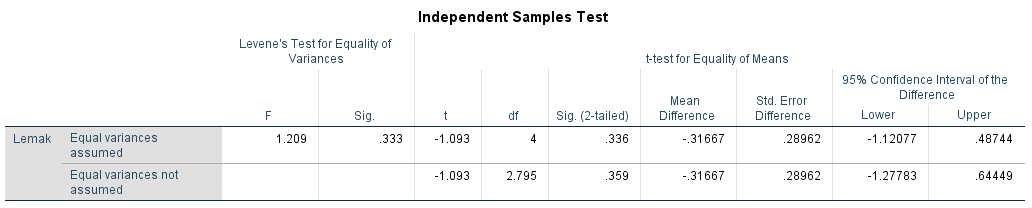 Independent Samples Test
Levene's Test for Equality of
Variances
t-test for Equality of Means
95% Confidence Interval of the
Difference
F Sig. t df Sig. (2-tailed) Mean Difference Std. Error Difference Lower Upper
Lemak Equal variances assumed 1.209 .333 -1.093 4 .336 -.31667 .28962 -1.12077 .48744
Equal variances not assumed -1.093 2.795 .359 -.31667 .28962 -1.27783 .64449